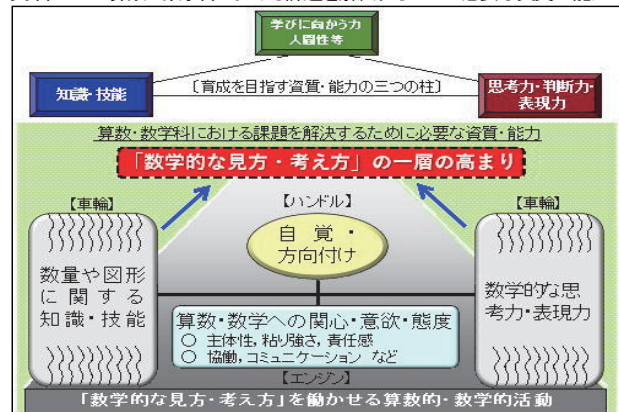 学びに向かう力
人間性等
知識・技能
〔育成を目指す資質・能力の三つの柱〕
思考力・判断力・
表現力
算数・数学科における課題を解決するために必要な資質・能力
「数学的な見方・考え方」の一層の高まり
【車輪】
【ハンドル】
【車輪】
自覚・
方向付け
数量や図形
に関する
知識・技能
数学的な思
考力・表現力
算数・数学への関心・意欲・態度
○ 主体性,粘り強さ,責任感
○ 協働,コミュニケーション など
【エンジン】
「数学的な見方・考え方」を働かせる算数的・数学的活動